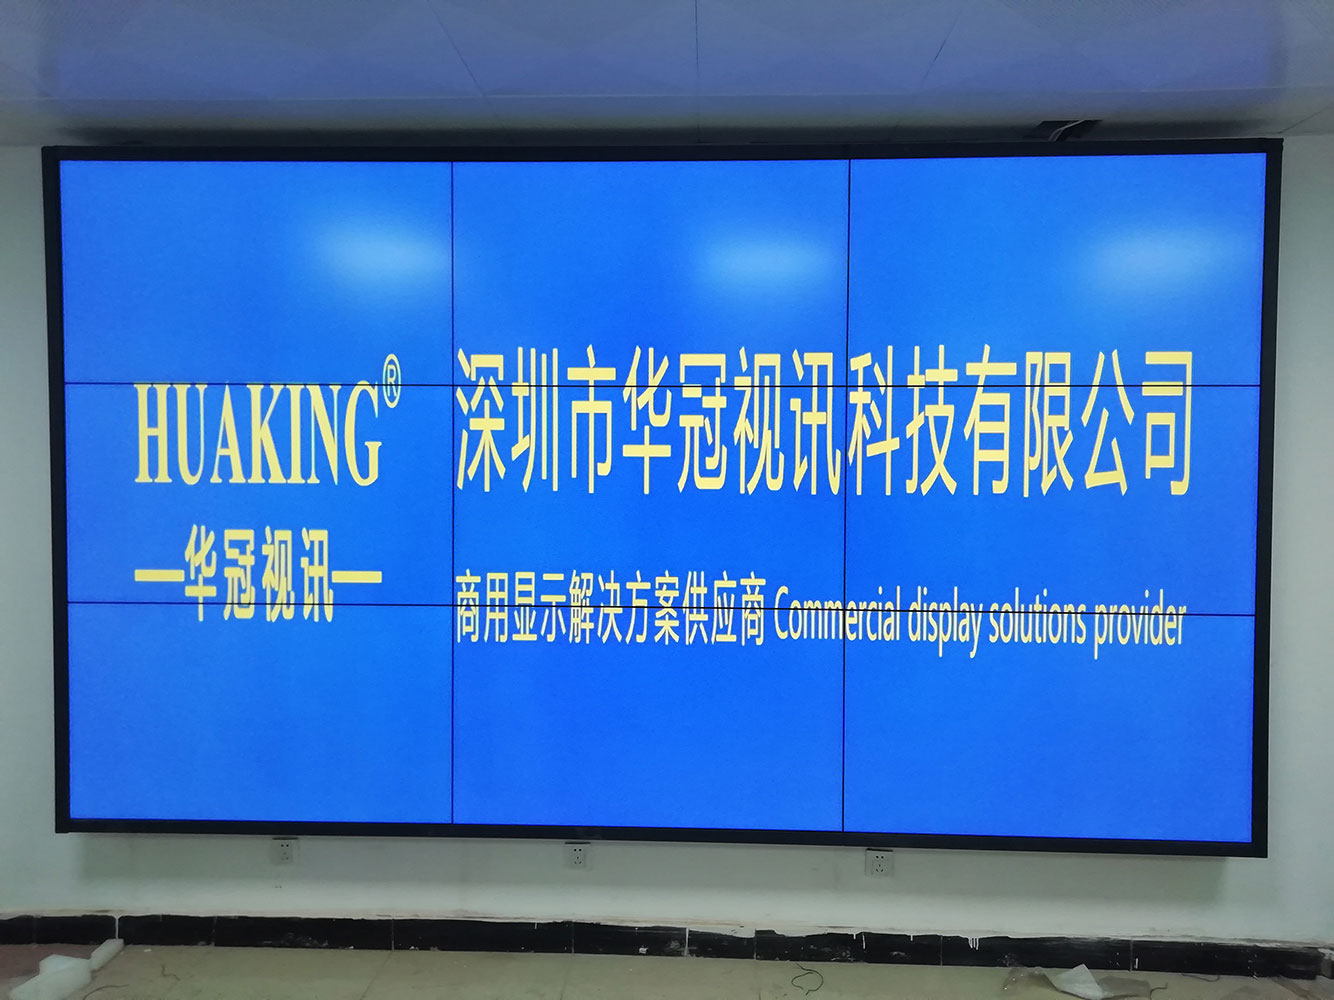 HUAKING®
—华冠视讯—
深圳市华冠视讯科技有限公司
商用显示解决方案供应商 Commercial display solutions provider